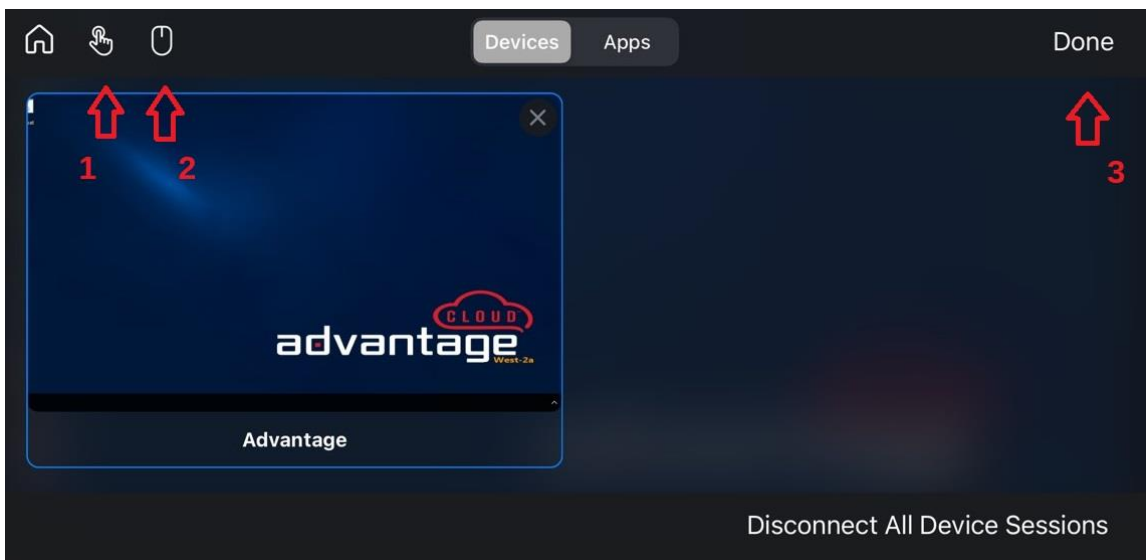 Devices Apps Done
1 2 3
CLOUD
advantage
West-2a
Advantage
Disconnect All Device Sessions